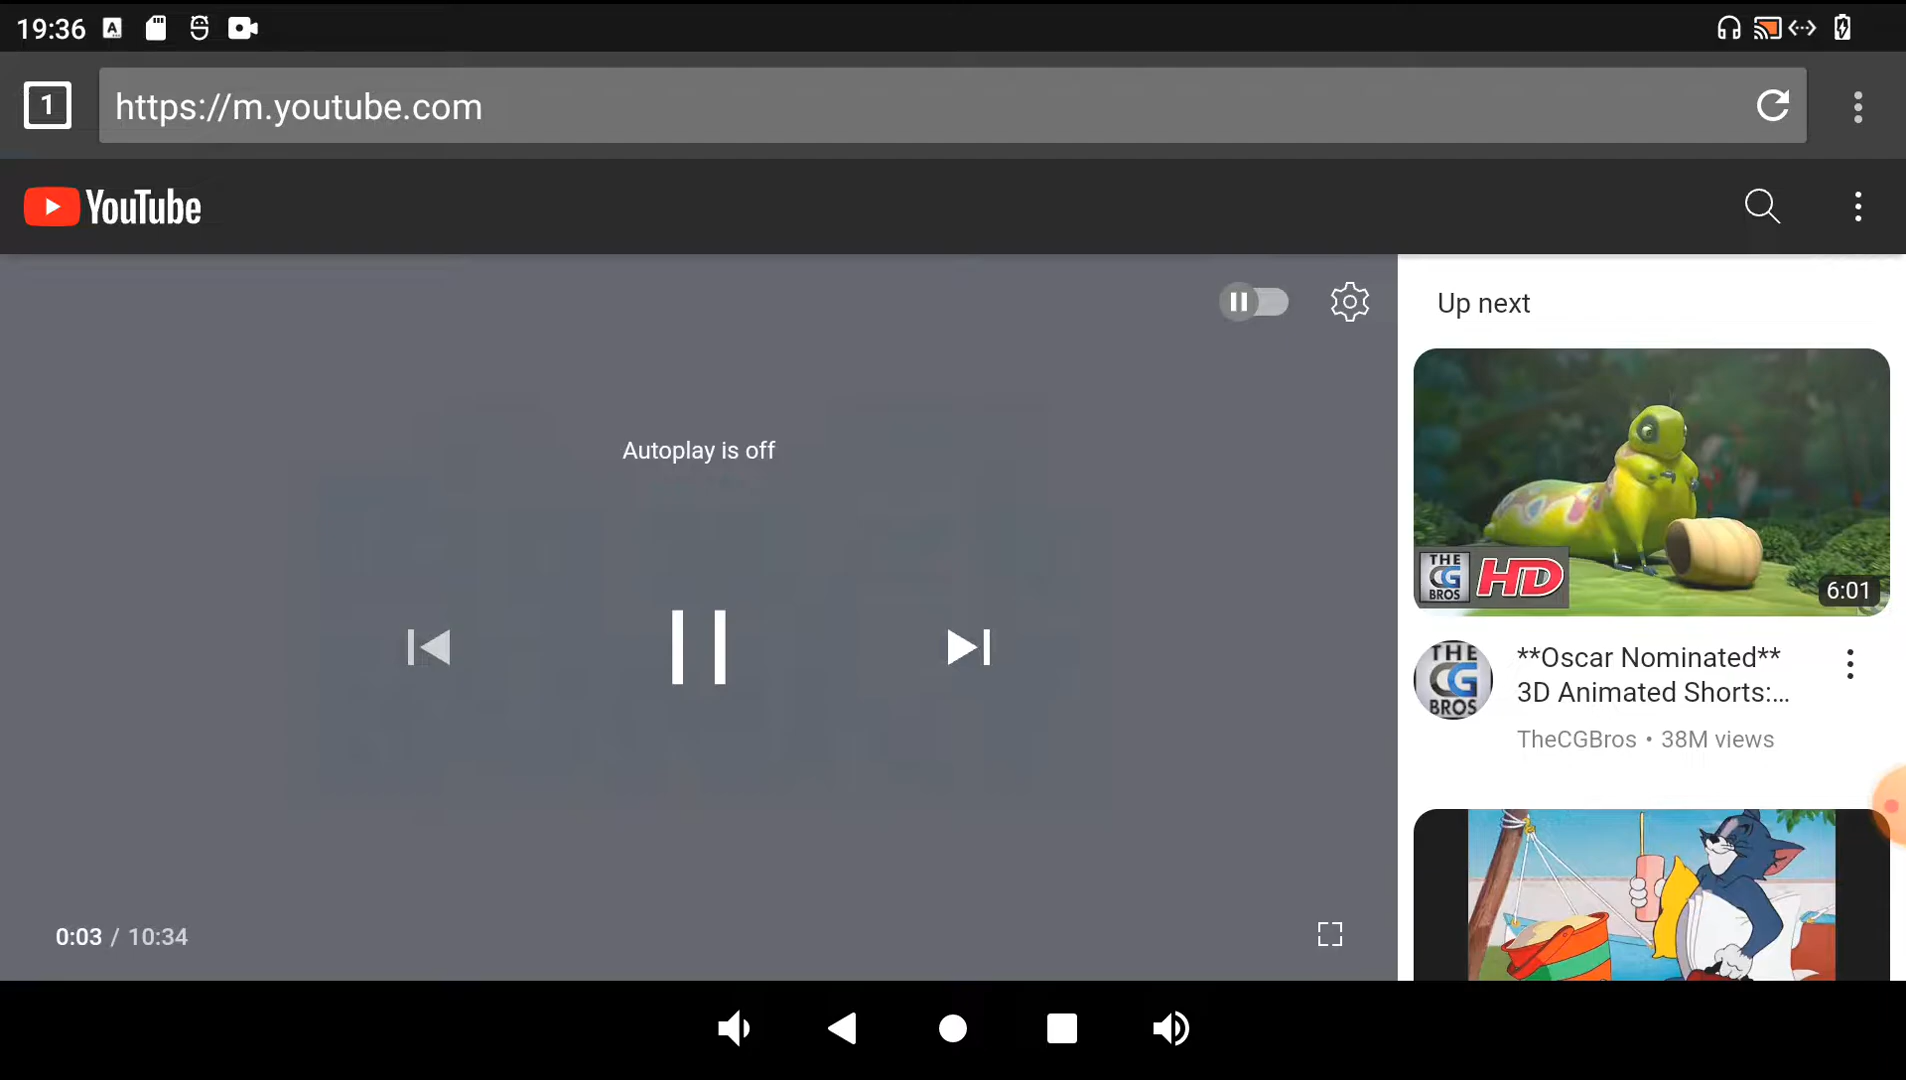 19:36
1
https://m.youtube.com
YouTube
Up next
Autoplay is off
THE
CG
BROS
HD
6:01
THE
CG
BROS
**Oscar Nominated**
3D Animated Shorts:...
TheCGBros • 38M views
0:03 / 10:34